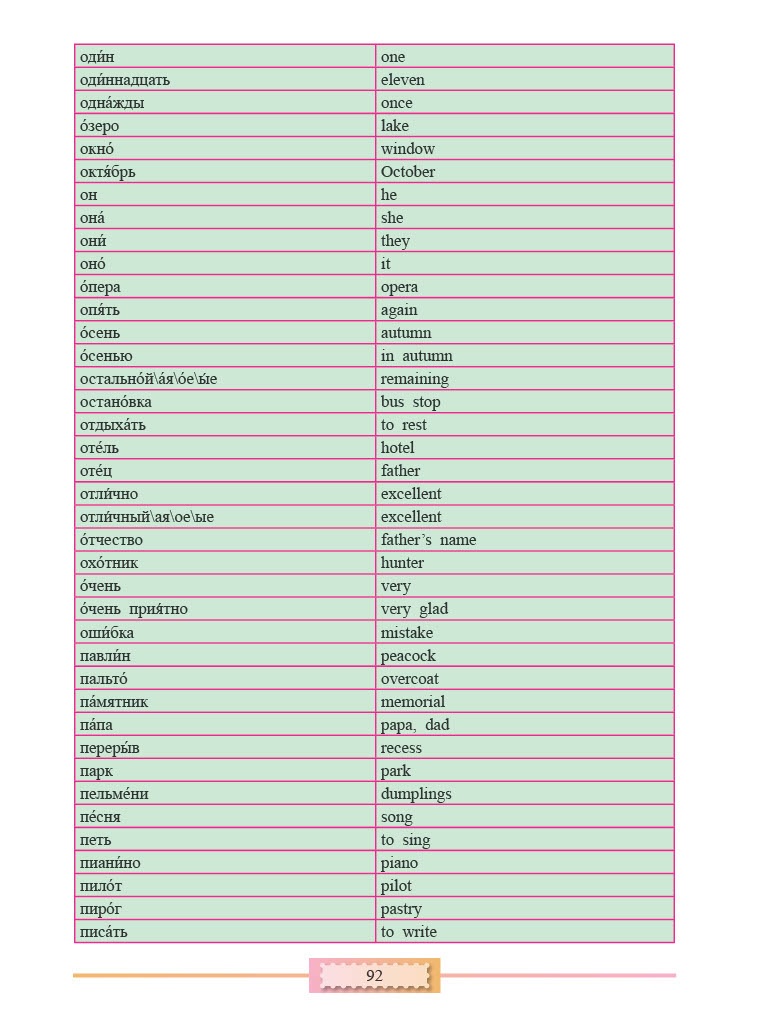 оди́н one
оди́ннадцать eleven
одна́жды once
о́зеро lake
окно́ window
октя́брь October
он he
она́ she
они́ they
оно́ it
о́пера opera
опя́ть again
о́сень autumn
о́сенью in autumn
остально́й\а́я\о́е\ы́е remaining
остано́вка bus stop
отдыха́ть to rest
оте́ль hotel
оте́ц father
отли́чно excellent
отли́чный\ая\ое\ые excellent
о́тчество father’s name
охо́тник hunter
о́чень very
о́чень прия́тно very glad
оши́бка mistake
павли́н peacock
пальто́ overcoat
па́мятник memorial
па́па papa, dad
переры́в recess
парк park
пельме́ни dumplings
пе́сня song
петь to sing
пиани́но piano
пило́т pilot
пиро́г pastry
писа́ть to write
92